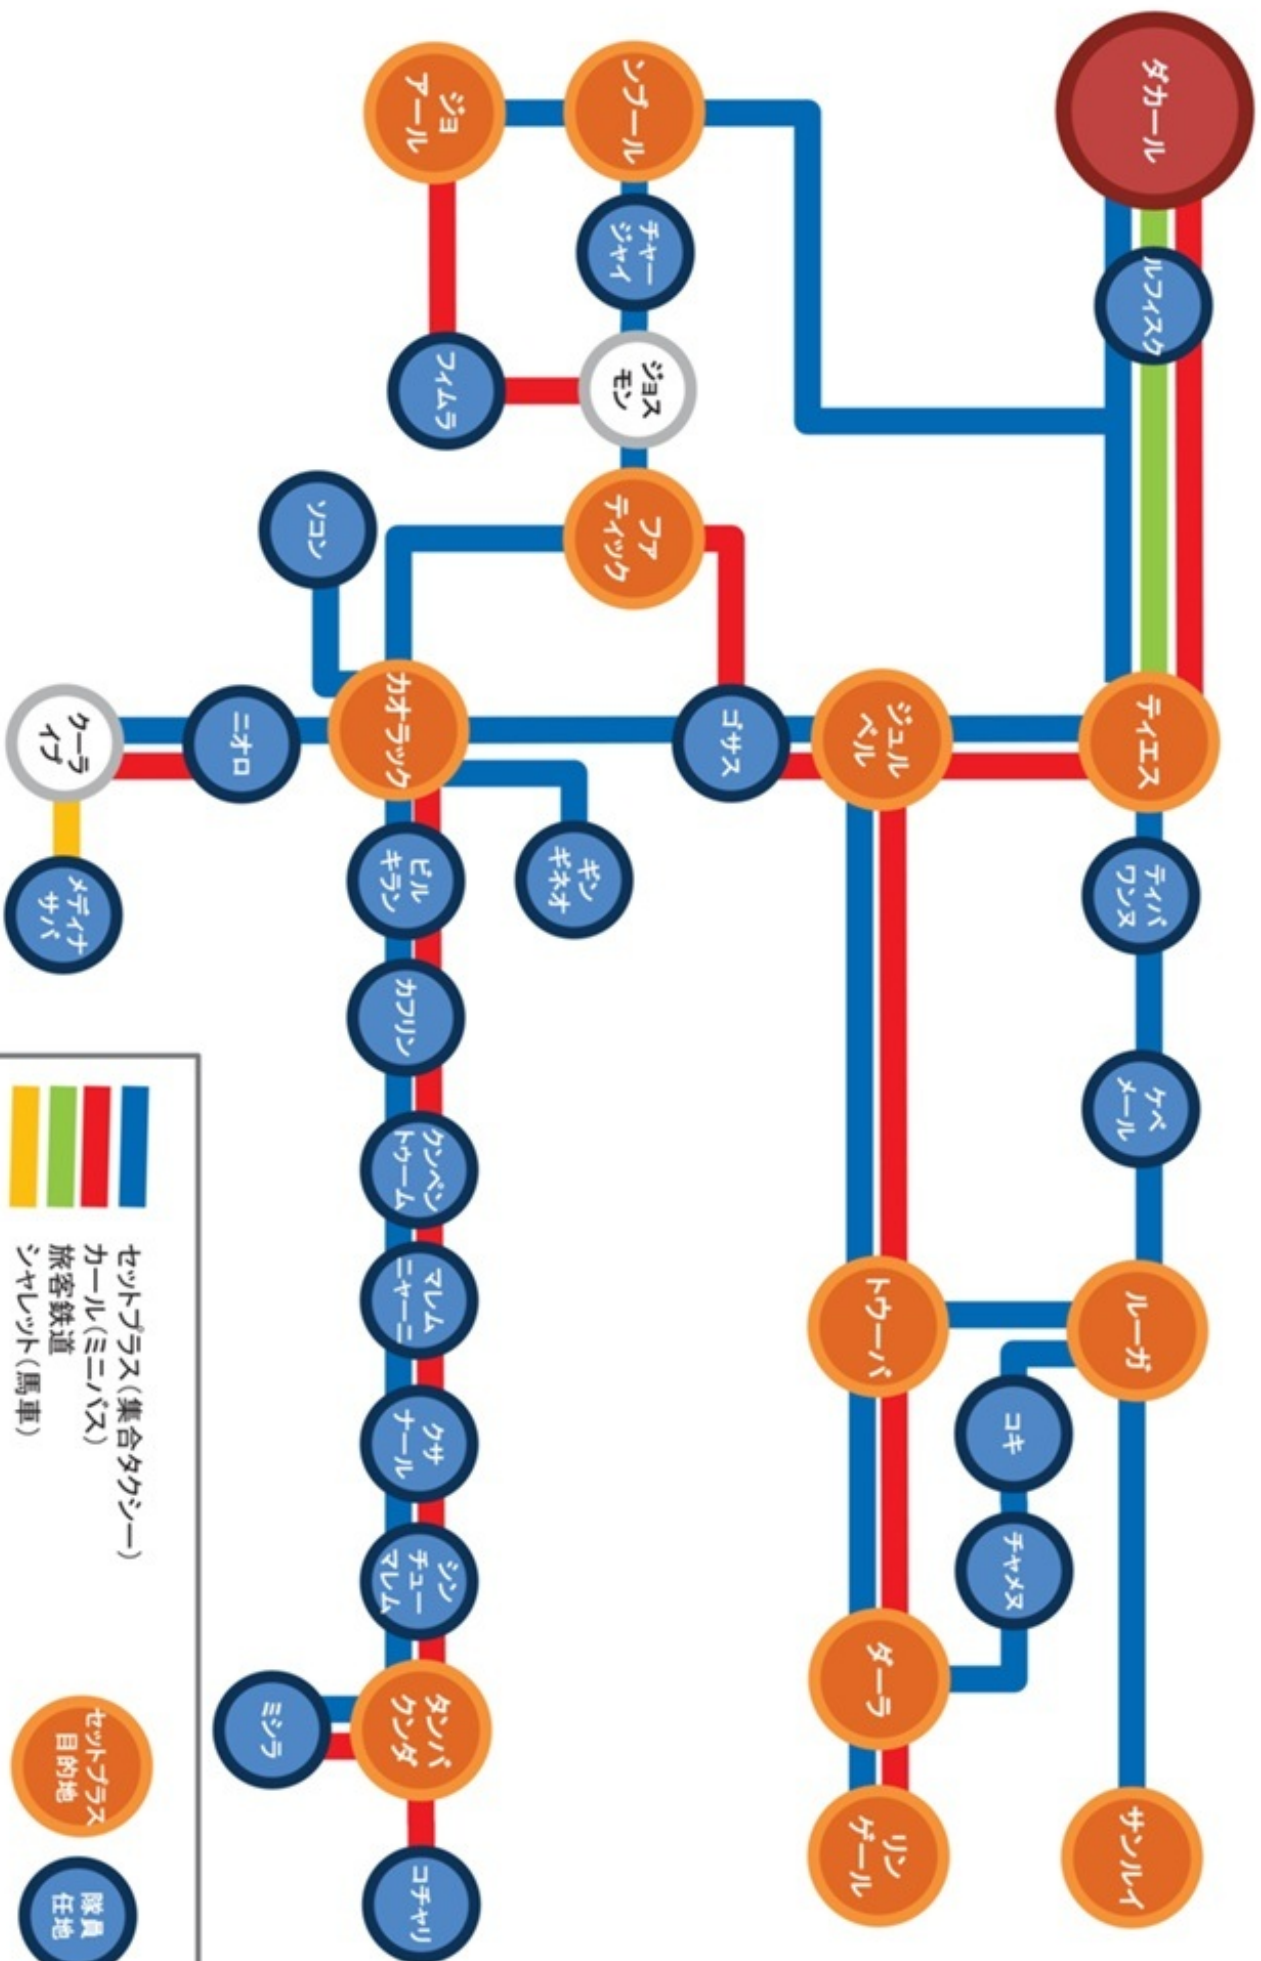 ダカール
ルフィスク
ティエス
ティバ
ワンヌ
ケベ
メール
ルーガ
サンルイ
コキ
チャメヌ
ジュル
ベル
トゥーバ
ダーラ
リン
ゲール
ゴサス
ンブール
チャー
ジャイ
ジョス
モン
ファ
ティック
ギン
ギネオ
ジョ
アール
フィムラ
カオラック
ビル
キラン
カフリン
クンペン
トゥーム
マレム
ニャーニ
クサ
ナール
シン
チュー
マレム
タンバ
クンダ
コチャリ
ソコン
ニオロ
ミシラ
クーラ
イブ
メディナ
サバ
セットプラス（集合タクシー）
カール（ミニバス）
旅客鉄道
シャレット（馬車）
セットプラス
目的地
隊員
任地